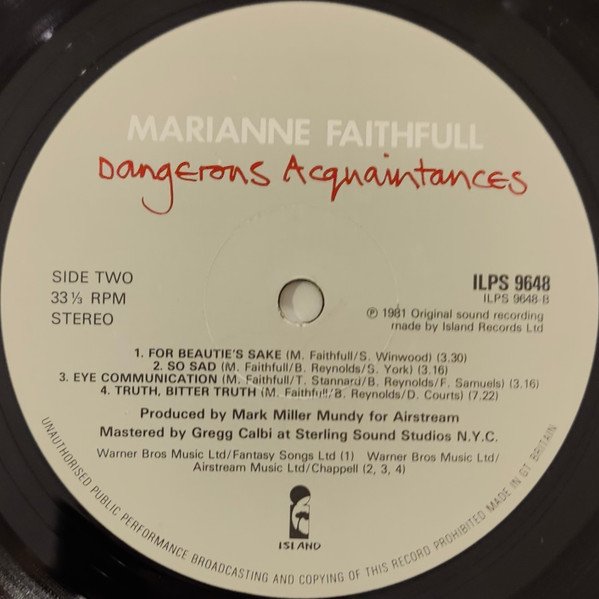 MARIANNE FAITHFULL
Dangerous Acquaintances
SIDE TWO
33⅓ RPM
STEREO
ILPS 9648
ILPS 9648-B
℗ 1981 Original sound recording
made by Island Records Ltd
1. FOR BEAUTIE'S SAKE (M. Faithfull/S. Winwood) (3.30)
2. SO SAD (M. Faithfull/B. Reynolds/S. York) (3.16)
3. EYE COMMUNICATION (M. Faithfull/T. Stannard/B. Reynolds/F. Samuels) (3.16)
4. TRUTH, BITTER TRUTH (M. Faithfull/B. Reynolds/D. Courts) (7.22)
Produced by Mark Miller Mundy for Airstream
Mastered by Gregg Calbi at Sterling Sound Studios N.Y.C.
Warner Bros Music Ltd/Fantasy Songs Ltd (1) Warner Bros Music Ltd/
Airstream Music Ltd/Chappell (2, 3, 4)
ISLAND
UNAUTHORISED PUBLIC PERFORMANCE BROADCASTING AND COPYING OF THIS RECORD PROHIBITED MADE IN GT BRITAIN